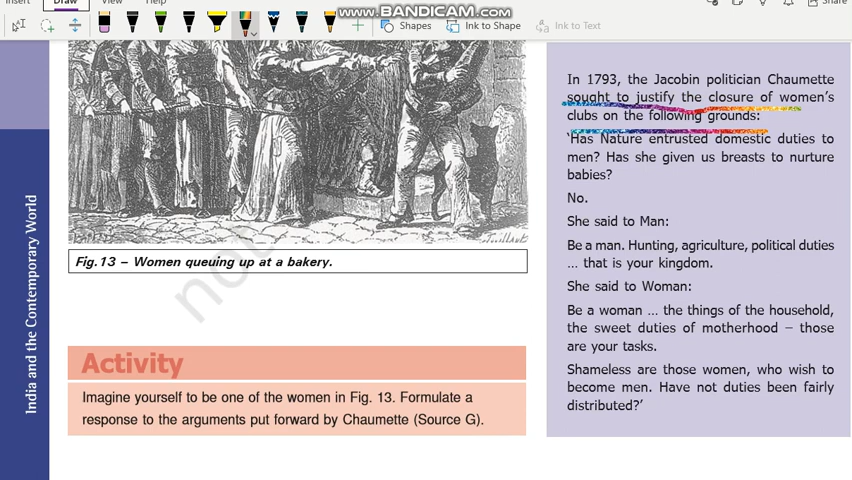 www.BANDICAM.com
Insert Draw View Help Share
Shapes Ink to Shape Ink to Text
India and the Contemporary World
not
Fig.13 – Women queuing up at a bakery.
Activity
Imagine yourself to be one of the women in Fig. 13. Formulate a
response to the arguments put forward by Chaumette (Source G).
In 1793, the Jacobin politician Chaumette
sought to justify the closure of women's
clubs on the following grounds:
'Has Nature entrusted domestic duties to
men? Has she given us breasts to nurture
babies?
No.
She said to Man:
Be a man. Hunting, agriculture, political duties
... that is your kingdom.
She said to Woman:
Be a woman ... the things of the household,
the sweet duties of motherhood – those
are your tasks.
Shameless are those women, who wish to
become men. Have not duties been fairly
distributed?'